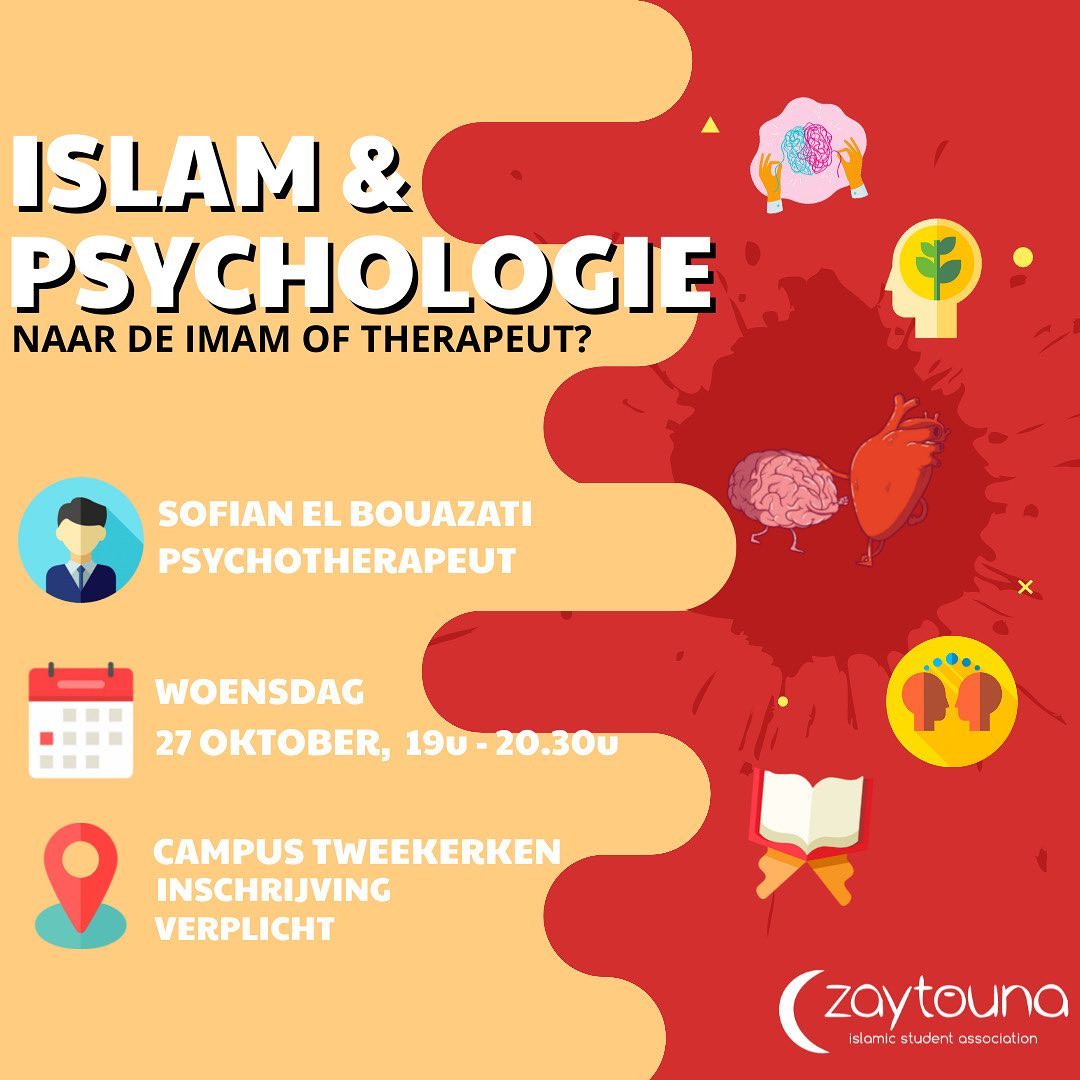 ISLAM &
PSYCHOLOGIE
NAAR DE IMAM OF THERAPEUT?
SOFIAN EL BOUAZATI
PSYCHOTHERAPEUT
WOENSDAG
27 OKTOBER, 19u - 20.30u
CAMPUS TWEEKERKEN
INSCHRIJVING
VERPLICHT
zaytouna
islamic student association